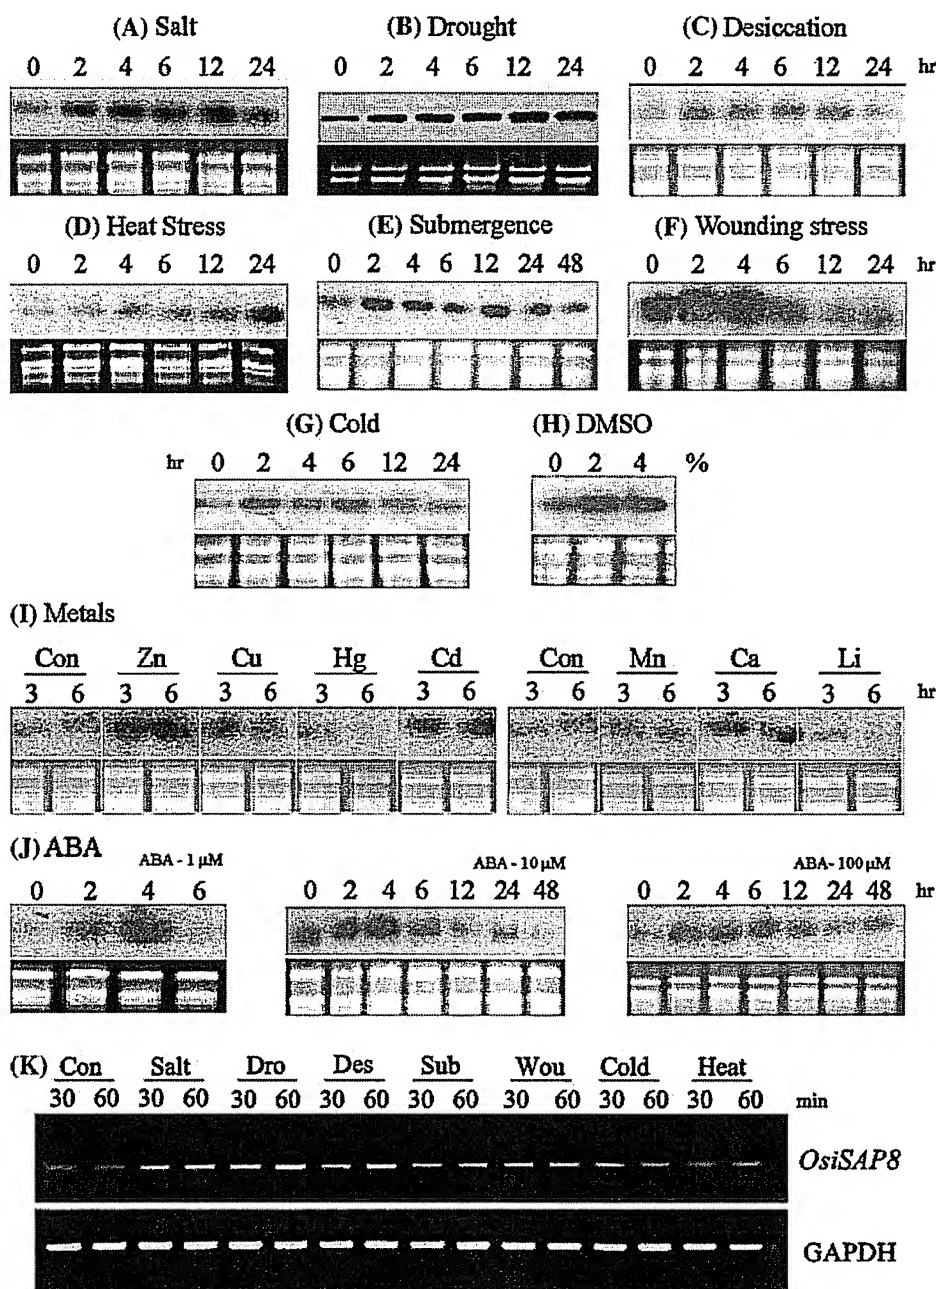 (A) Salt (B) Drought (C) Desiccation
0 2 4 6 12 24 0 2 4 6 12 24 0 2 4 6 12 24 hr
(D) Heat Stress (E) Submergence (F) Wounding stress
0 2 4 6 12 24 0 2 4 6 12 24 48 0 2 4 6 12 24 hr
(G) Cold (H) DMSO
hr 0 2 4 6 12 24 0 2 4 %
(I) Metals
Con Zn Cu Hg Cd Con Mn Ca Li
3 6 3 6 3 6 3 6 3 6 3 6 3 6 3 6 3 6 hr
(J) ABA ABA - 1 µM ABA - 10 µM ABA- 100 µM
0 2 4 6 0 2 4 6 12 24 48 0 2 4 6 12 24 48 hr
(K) Con Salt Dro Des Sub Wou Cold Heat
30 60 30 60 30 60 30 60 30 60 30 60 30 60 30 60 min
OsiSAP8
GAPDH